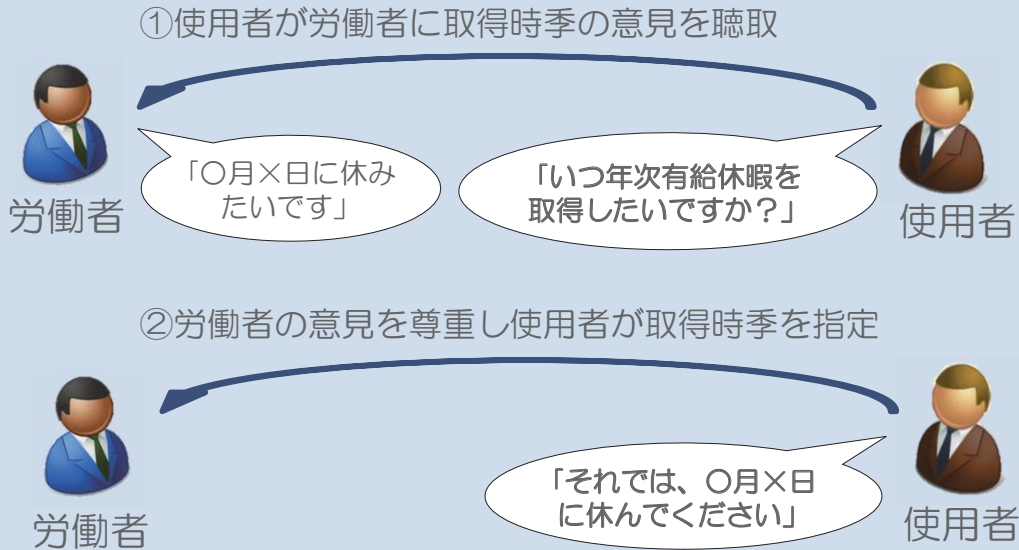 ①使用者が労働者に取得時季の意見を聴取
「〇月×日に休み
たいです」
「いつ年次有給休暇を
取得したいですか？」
労働者
使用者
②労働者の意見を尊重し使用者が取得時季を指定
「それでは、〇月×日
に休んでください」
労働者
使用者